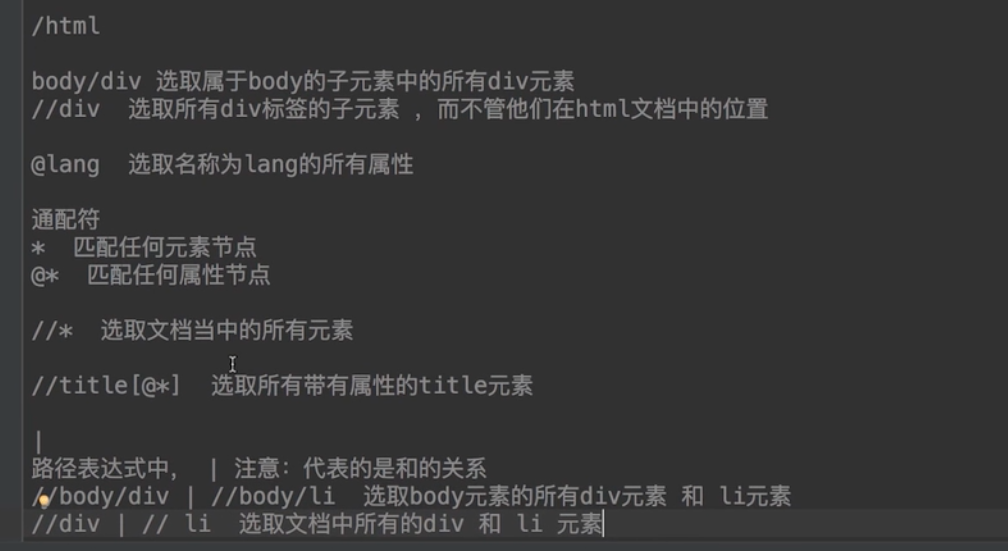 /html
body/div 选取属于body的子元素中的所有div元素
//div 选取所有div标签的子元素 ，而不管他们在html文档中的位置
@lang 选取名称为lang的所有属性
通配符
* 匹配任何元素节点
@* 匹配任何属性节点
//* 选取文档当中的所有元素
//title[@*] 选取所有带有属性的title元素
|
路径表达式中， | 注意：代表的是和的关系
//body/div | //body/li 选取body元素的所有div元素 和 li元素
//div | // li 选取文档中所有的div 和 li 元素